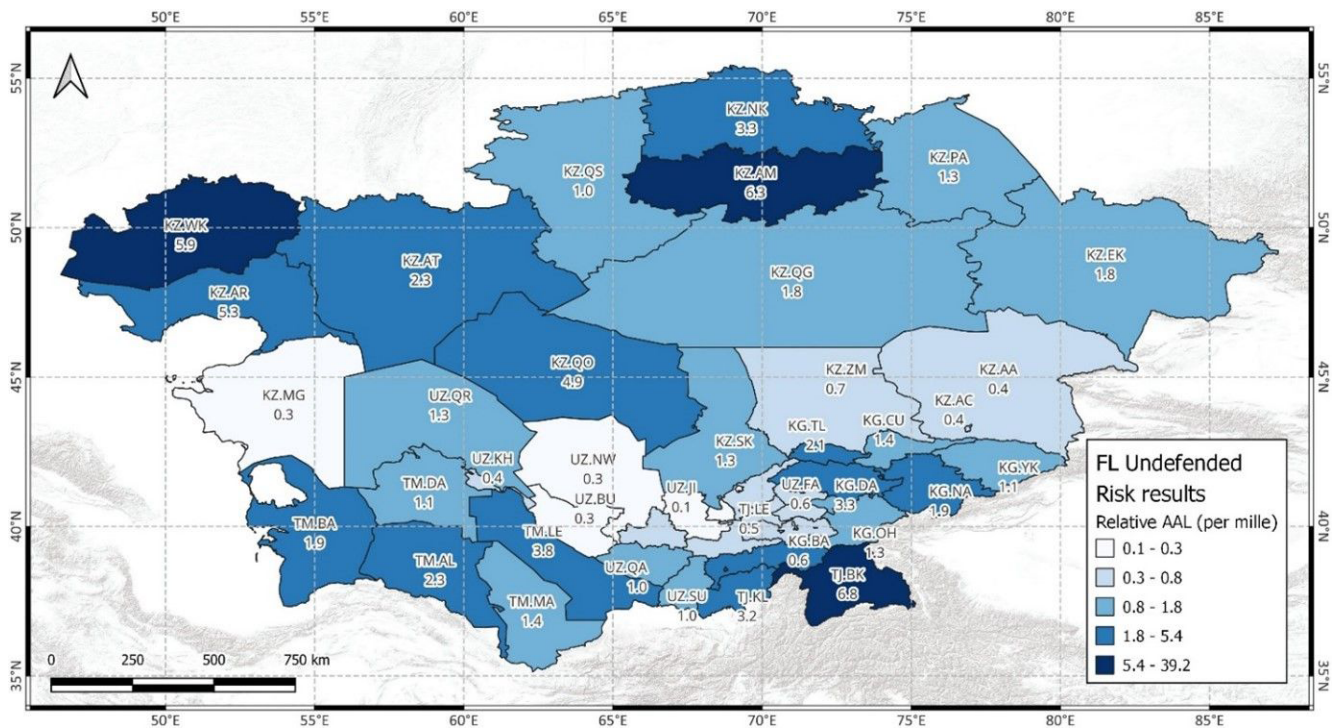 50°E 55°E 60°E 65°E 70°E 75°E 80°E 85°E
55°N 55°N
KZ.NK
3.3
KZ.PA
1.3
KZ.QS
1.0
KZ.AM
6.3
50°N 50°N
KZ.WK
5.9
KZ.AT
2.3
KZ.QG
1.8
KZ.EK
1.8
KZ.AR
5.3
45°N 45°N
KZ.QO
4.9
KZ.ZM
0.7
KZ.AA
0.4
KZ.MG
0.3
UZ.QR
1.3
KZ.AC
0.4
KG.TL
2.1
KG.CU
1.4
KZ.SK
1.3
UZ.KH
0.4
UZ.NW
0.3
KG.YK
1.1
TM.DA
1.1
UZ.JI
0.1
UZ.FA
0.6
KG.DA
3.3
KG.NA
1.9
UZ.BU
0.3
40°N 40°N
TM.BA
1.9
TM.LE
3.8
TJ.LE
0.5
KG.BA
0.6
KG.OH
1.3
TM.AL
2.3
UZ.QA
1.0
TM.MA
1.4
UZ.SU
1.0
TJ.KL
3.2
TJ.BK
6.8
35°N 35°N
FL Undefended
Risk results
Relative AAL (per mille)
0.1 - 0.3
0.3 - 0.8
0.8 - 1.8
1.8 - 5.4
5.4 - 39.2
0 250 500 750 km
50°E 55°E 60°E 65°E 70°E 75°E 80°E 85°E